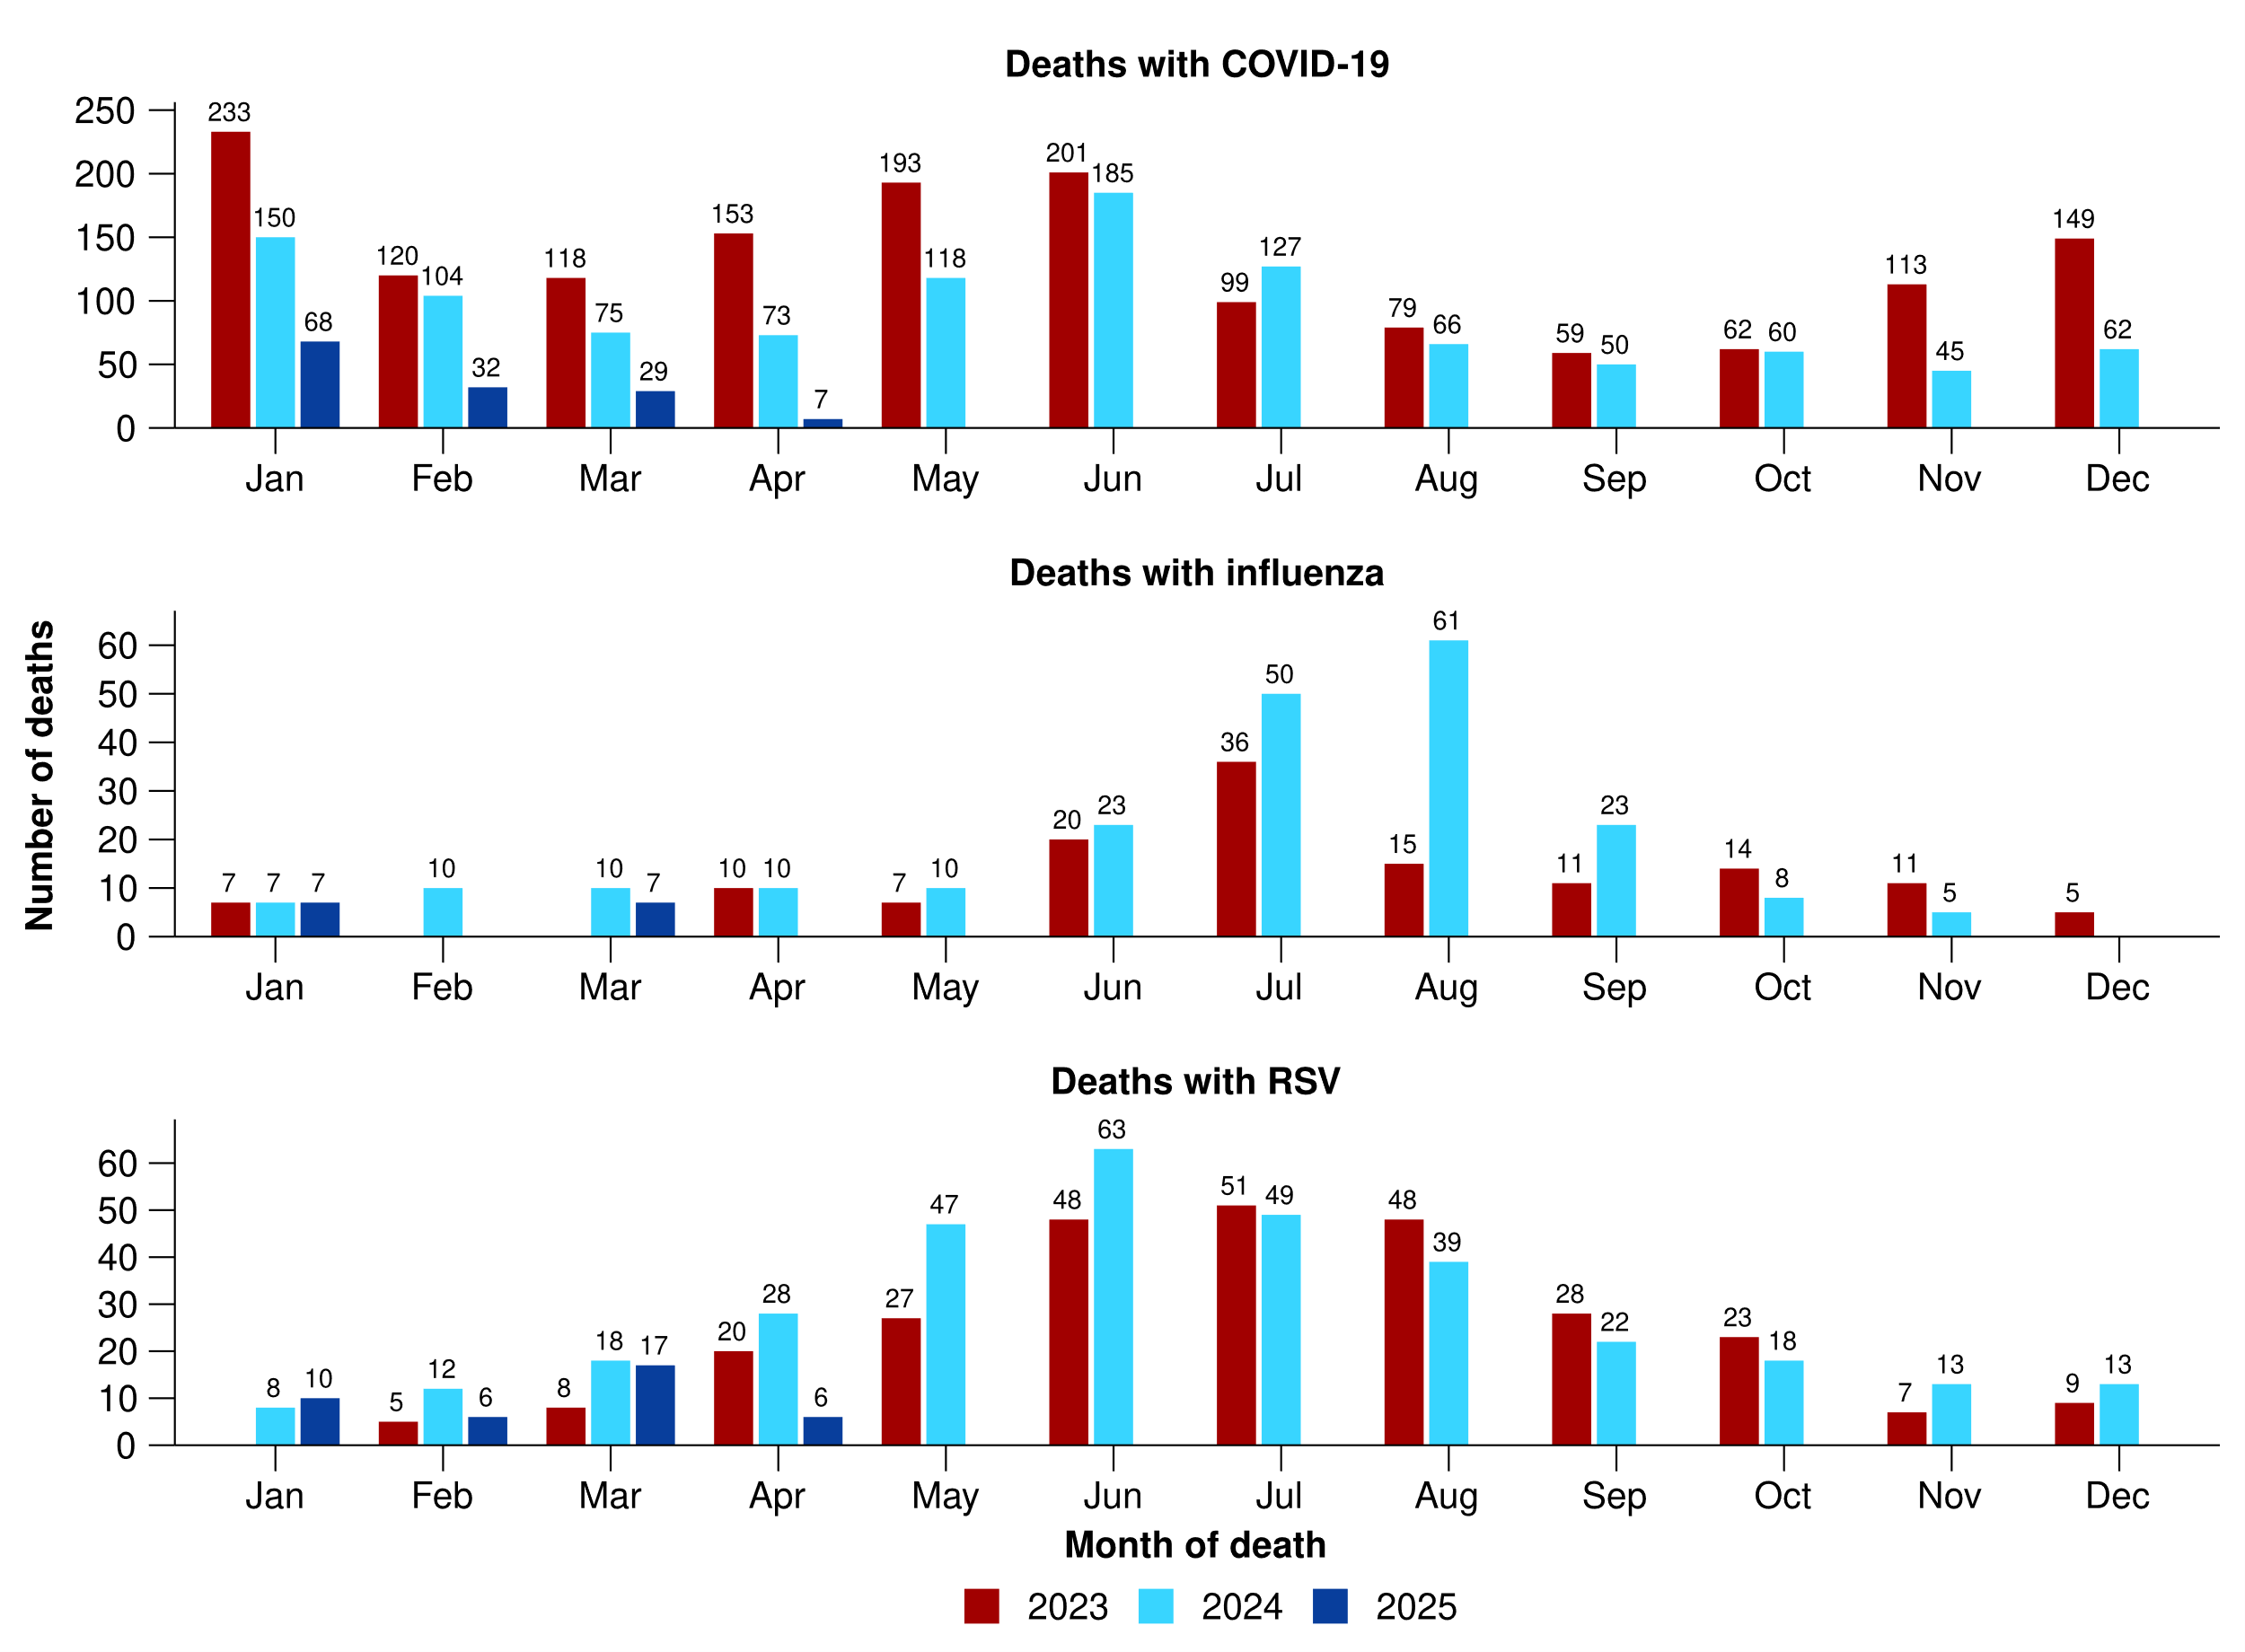 Deaths with COVID-19
250
200
150
100
50
0
233 150 68
120 104 32
118 75 29
153 73 7
193 118
201 185
99 127
79 66
59 50
62 60
113 45
149 62
Jan Feb Mar Apr May Jun Jul Aug Sep Oct Nov Dec
Number of deaths
Deaths with influenza
60
50
40
30
20
10
0
7 7 7
10
10 7
10 10
7 10
20 23
36 50
15 61
11 23
14 8
11 5
5
Jan Feb Mar Apr May Jun Jul Aug Sep Oct Nov Dec
Deaths with RSV
60
50
40
30
20
10
0
8 10
5 12 6
8 18 17
20 28 6
27 47
48 63
51 49
48 39
28 22
23 18
7 13
9 13
Jan Feb Mar Apr May Jun Jul Aug Sep Oct Nov Dec
Month of death
2023 2024 2025